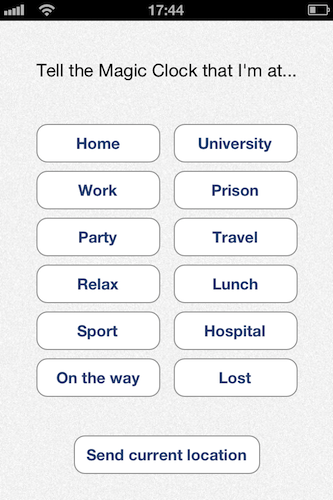 17:44
Tell the Magic Clock that I'm at...
Home University
Work Prison
Party Travel
Relax Lunch
Sport Hospital
On the way Lost
Send current location